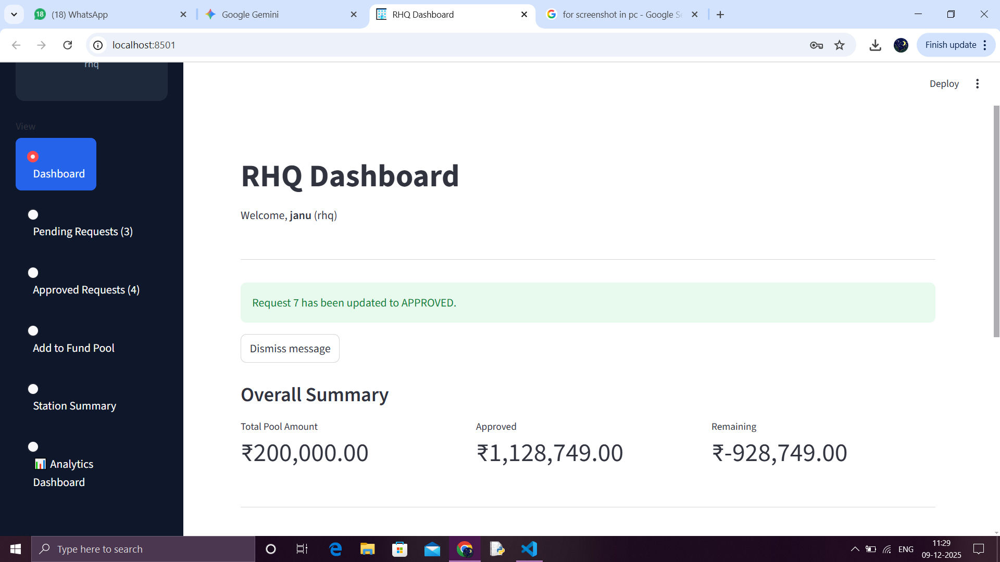 18
(18) WhatsApp
Google Gemini
RHQ Dashboard
for screenshot in pc - Google Se
localhost:8501
Finish update
rhq
Deploy
View
Dashboard
Pending Requests (3)
Approved Requests (4)
Add to Fund Pool
Station Summary
Analytics
Dashboard
RHQ Dashboard
Welcome, janu (rhq)
Request 7 has been updated to APPROVED.
Dismiss message
Overall Summary
Total Pool Amount
Approved
Remaining
₹200,000.00
₹1,128,749.00
₹-928,749.00
Type here to search
ENG
11:29
09-12-2025